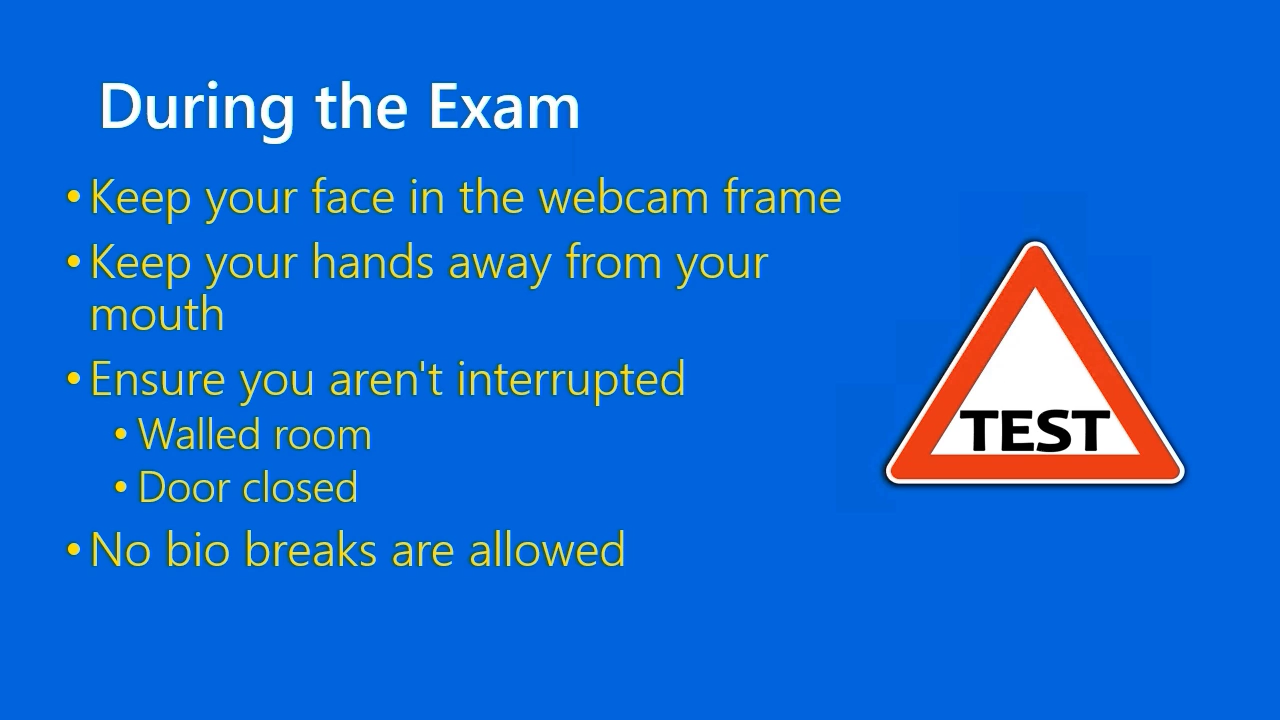 During the Exam
• Keep your face in the webcam frame
• Keep your hands away from your
mouth
• Ensure you aren't interrupted
• Walled room
• Door closed
• No bio breaks are allowed
TEST